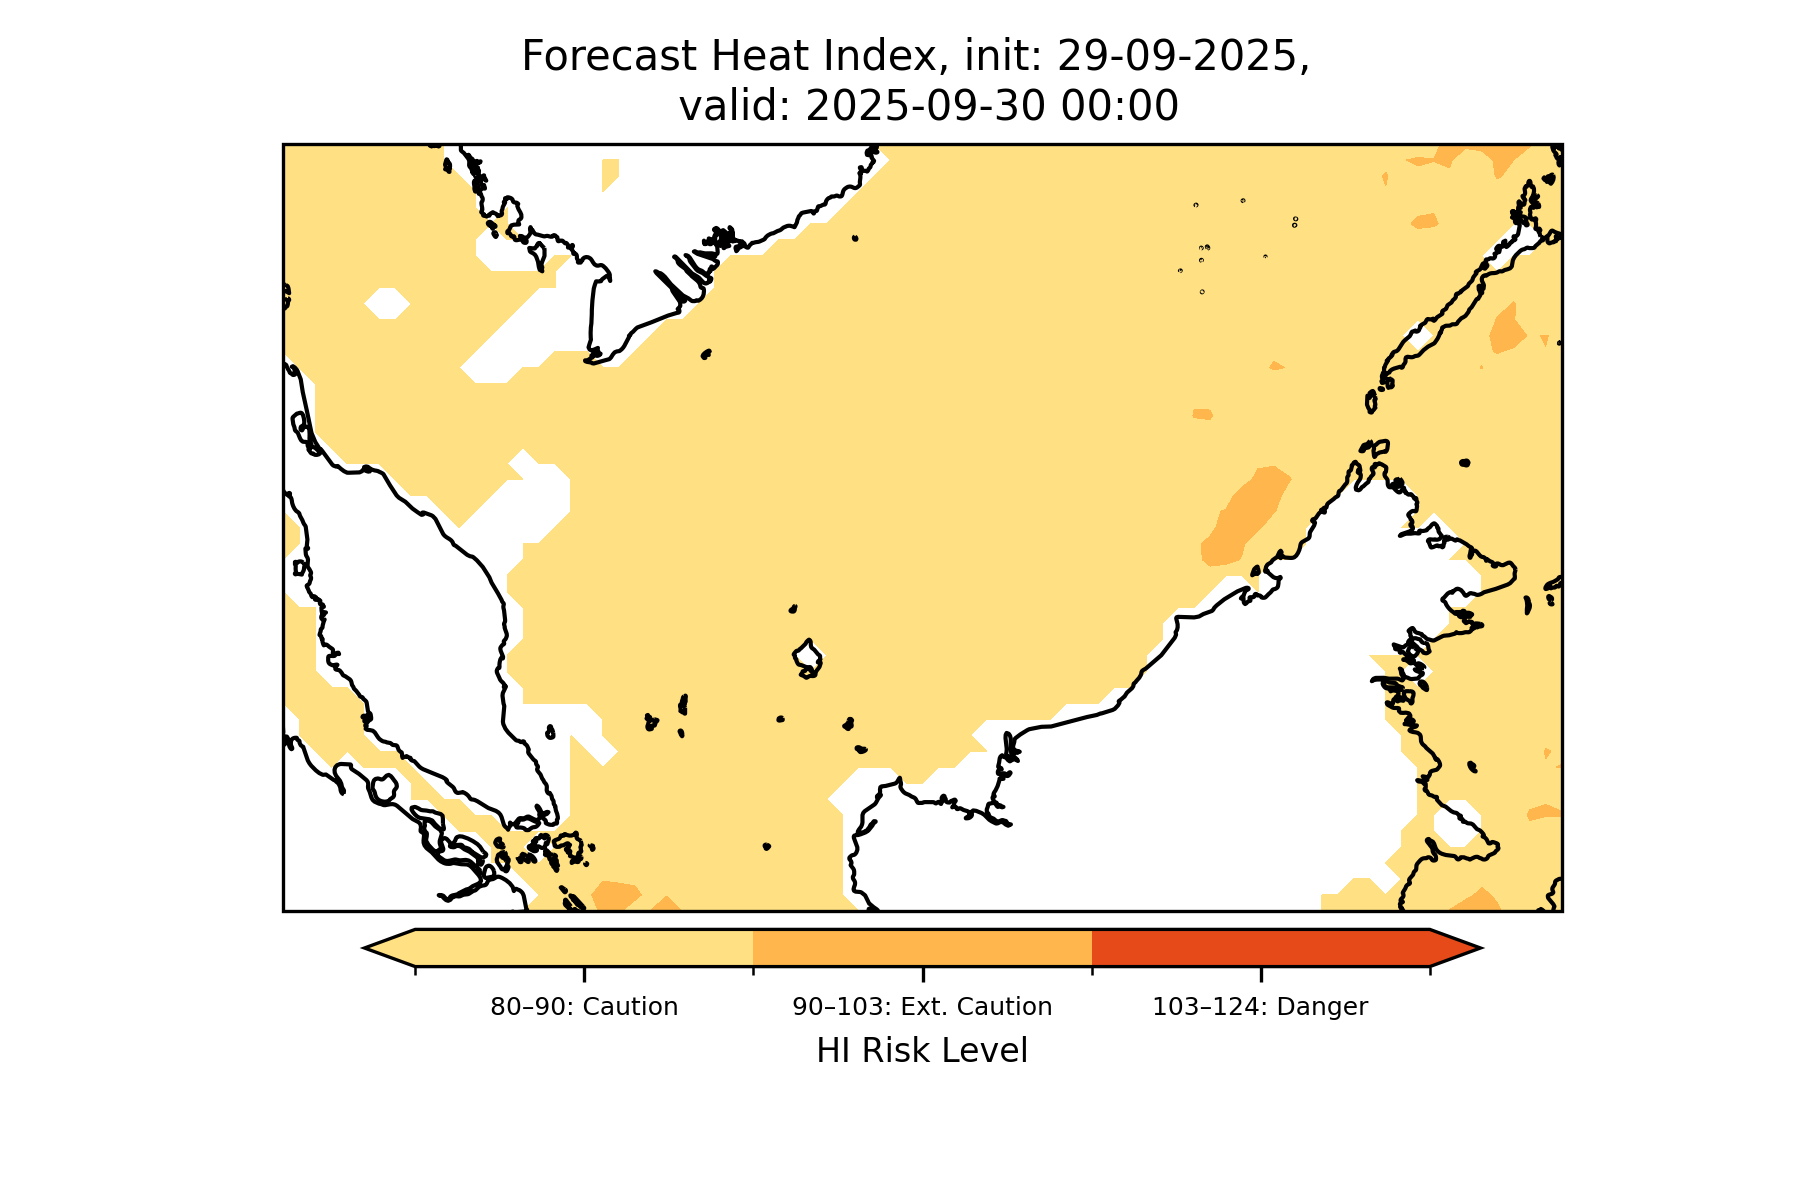 Forecast Heat Index, init: 29-09-2025,
valid: 2025-09-30 00:00
80–90: Caution
90–103: Ext. Caution
103–124: Danger
HI Risk Level